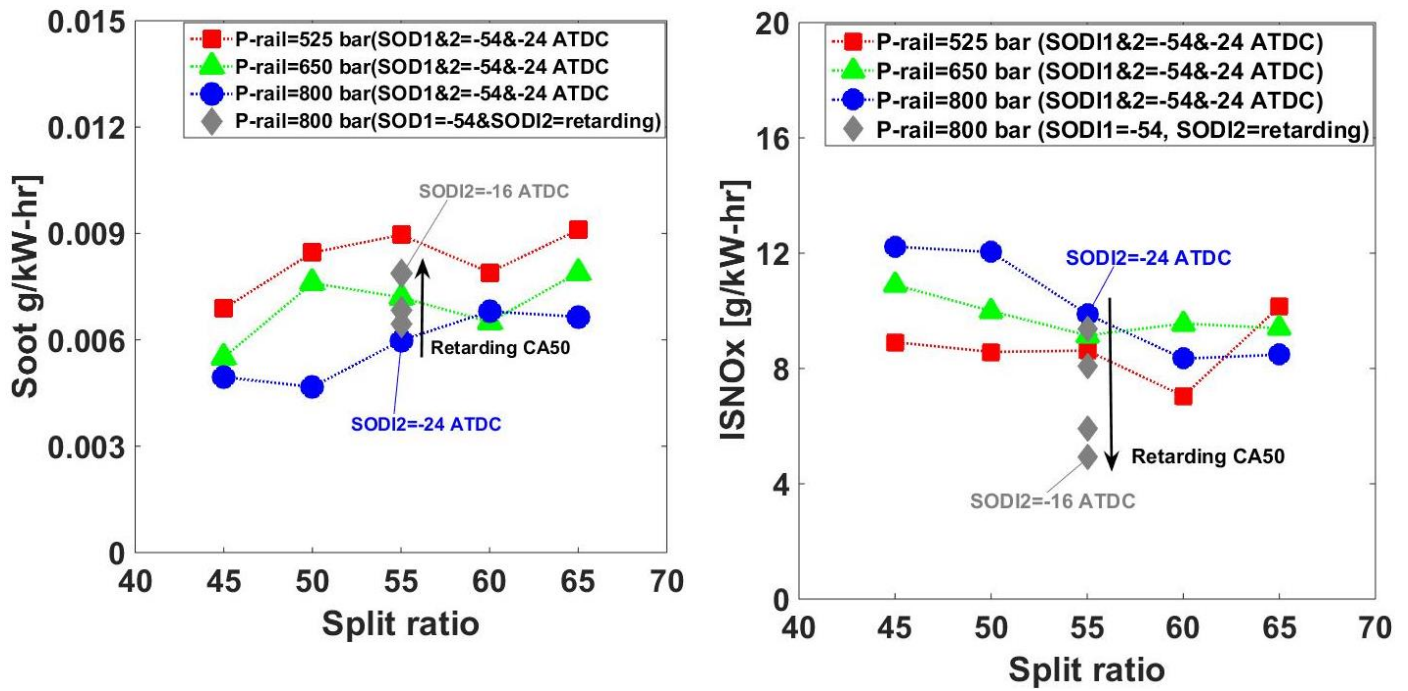 P-rail=525 bar(SOD1&2=-54&-24 ATDC
P-rail=650 bar(SOD1&2=-54&-24 ATDC
P-rail=800 bar(SOD1&2=-54&-24 ATDC
P-rail=800 bar(SOD1=-54&SODI2=retarding)
0.015
0.012
0.009
0.006
0.003
0
Soot g/kW-hr
SODI2=-16 ATDC
Retarding CA50
SODI2=-24 ATDC
40 45 50 55 60 65 70
Split ratio
P-rail=525 bar (SODI1&2=-54&-24 ATDC)
P-rail=650 bar (SODI1&2=-54&-24 ATDC)
P-rail=800 bar (SODI1&2=-54&-24 ATDC)
P-rail=800 bar (SODI1=-54, SODI2=retarding)
20
16
12
8
4
0
ISNOx [g/kW-hr)
SODI2=-24 ATDC
Retarding CA50
SODI2=-16 ATDC
40 45 50 55 60 65 70
Split ratio